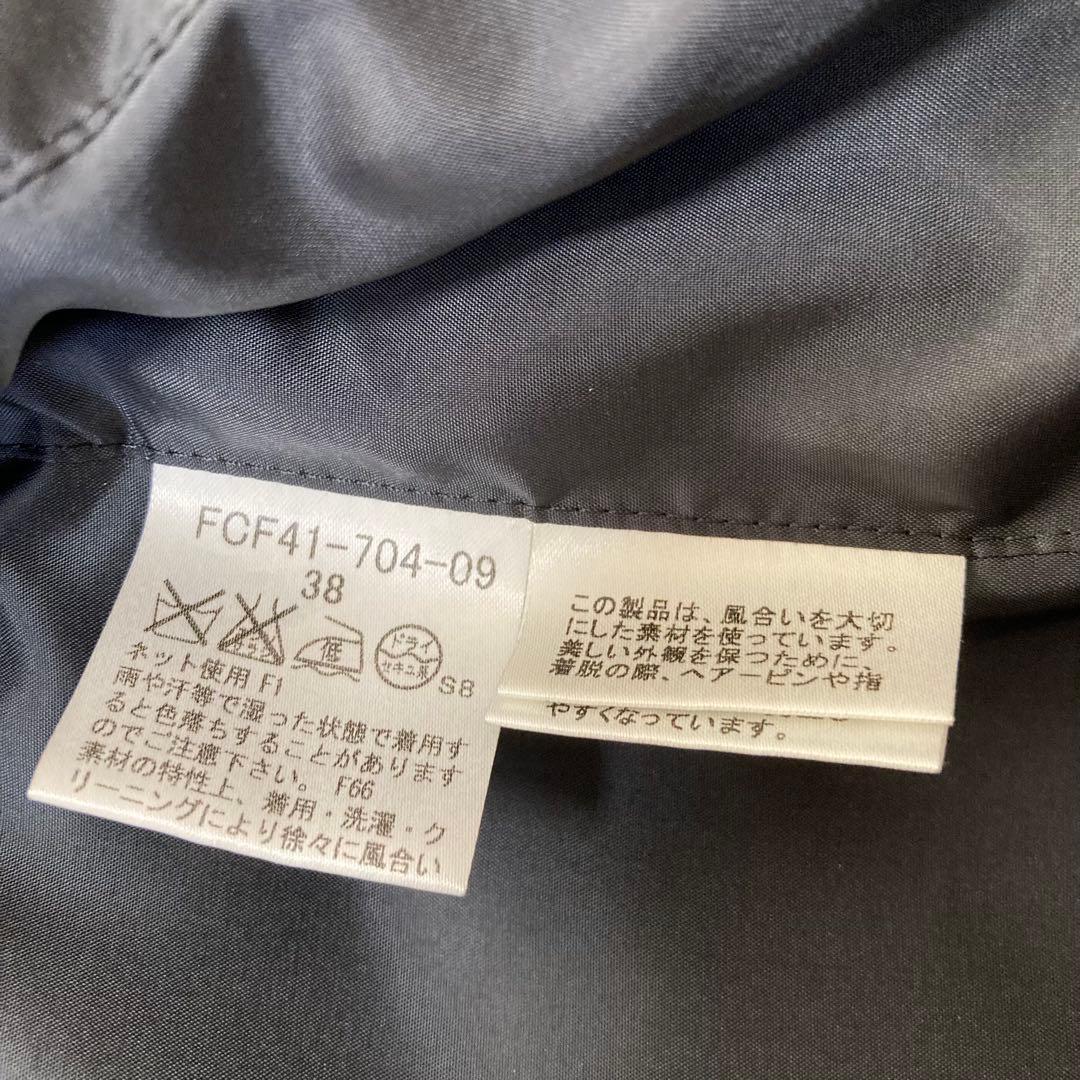 FCF41-704-09
38
低 ドライ
セキユ系 S8
ネット使用 F1
雨や汗等で湿った状態で着用す
ると色落ちすることがあります
のでご注意下さい。 F66
素材の特性上、着用・洗濯・ク
リーニングにより徐々に風合い
この製品は、風合いを大切
にした素材を使っています。
美しい外観を保つために、
着脱の際、ヘアーピンや指
やすくなっています。